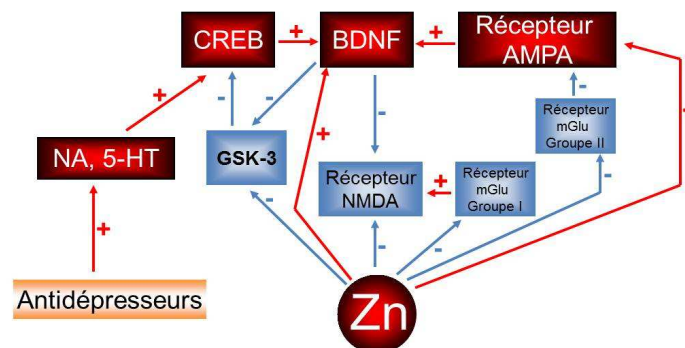 CREB
+
BDNF
+
Récepteur
AMPA
+
-
-
-
+
-
-
Récepteur
mGlu
Groupe II
NA, 5-HT
GSK-3
Récepteur
NMDA
+
Récepteur
mGlu
Groupe I
+
-
-
-
-
Antidépresseurs
Zn